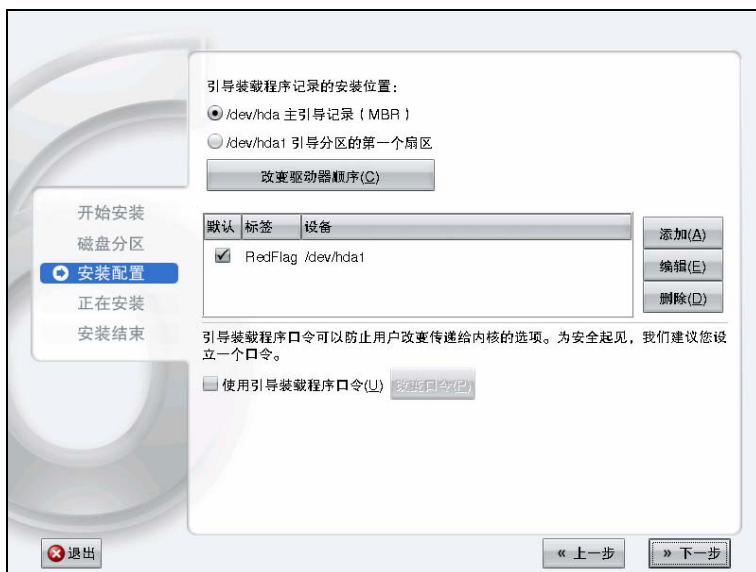 引导装载程序记录的安装位置：
/dev/hda 主引导记录（MBR）
/dev/hda1 引导分区的第一个扇区
改变驱动器顺序(C)
开始安装
磁盘分区
安装配置
正在安装
安装结束
默认 标签 设备
RedFlag /dev/hda1
添加(A)
编辑(E)
删除(D)
引导装载程序口令可以防止用户改变传递给内核的选项。为安全起见，我们建议您设
立一个口令。
使用引导装载程序口令(U) 改变口令(P)
退出
« 上一步
» 下一步